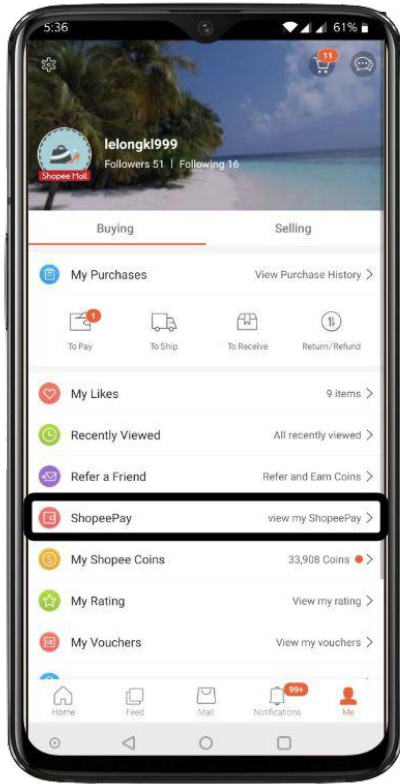 5:36
61%
11
lelongkl999
Followers 51 | Following 16
Shopee Mall
Buying Selling
My Purchases View Purchase History >
1
To Pay To Ship To Receive Return/Refund
My Likes 9 items >
Recently Viewed All recently viewed >
Refer a Friend Refer and Earn Coins >
ShopeePay view my ShopeePay >
My Shopee Coins 33,908 Coins >
My Rating View my rating >
My Vouchers View my vouchers >
99+
Home Feed Mall Notifications Me